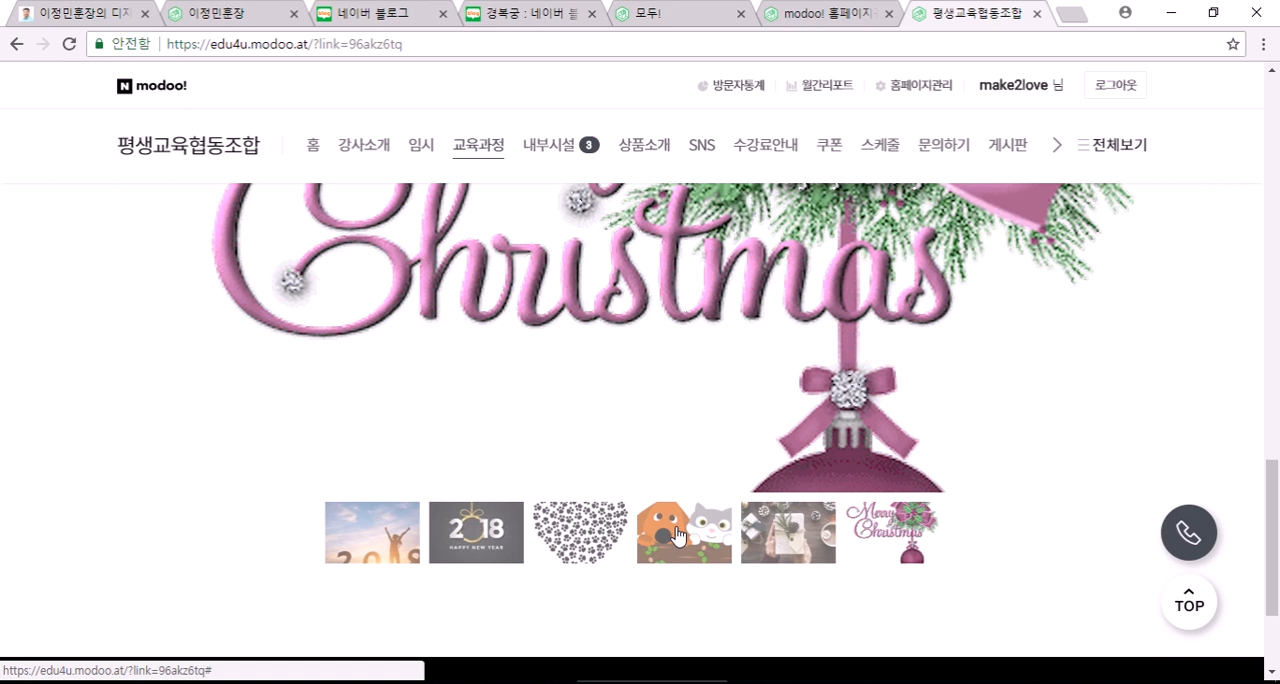 이정민훈장의 디지
이정민훈장
네이버 블로그
경복궁 : 네이버 블
모두!
modoo! 홈페이지
평생교육협동조합
안전함
https://edu4u.modoo.at/?link=96akz6tq
N modoo!
방문자통계
월간리포트
홈페이지관리
make2love 님
로그아웃
평생교육협동조합
홈
강사소개
임시
교육과정
내부시설 3
상품소개
SNS
수강료안내
쿠폰
스케줄
문의하기
게시판
전체보기
Christmas
2018
HAPPY NEW YEAR
Merry
Christmas
TOP
https://edu4u.modoo.at/?link=96akz6tq#